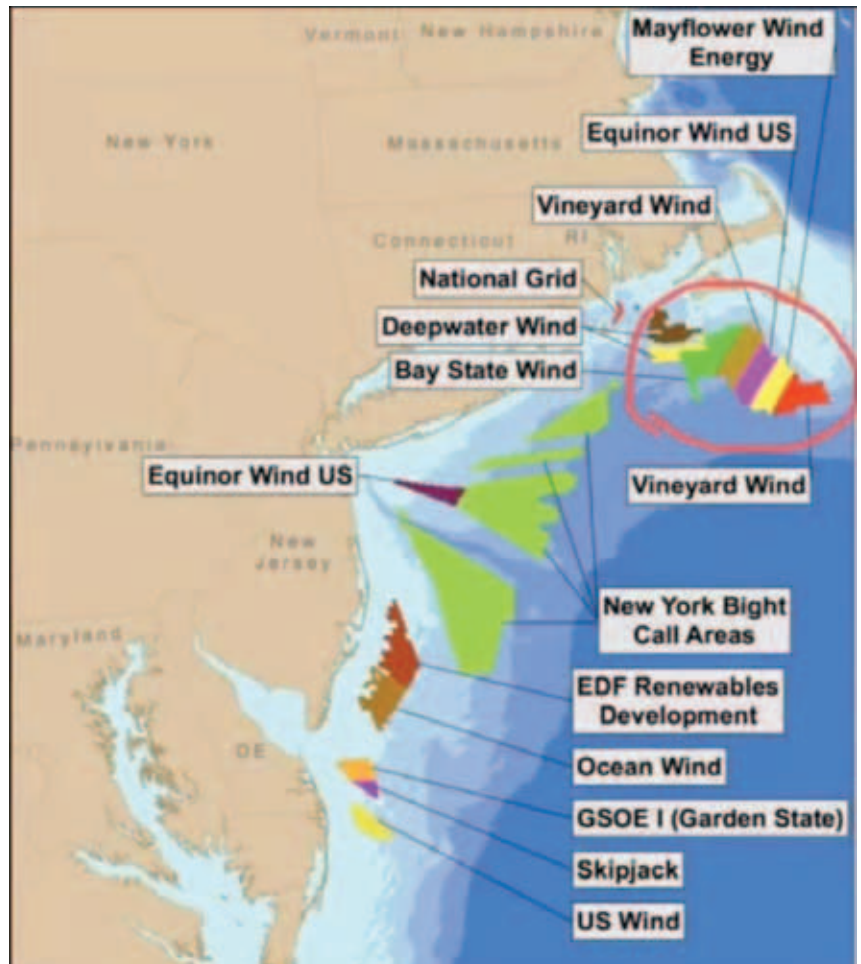 Vermont
New Hampshire
Mayflower Wind
Energy
New York
Massachusetts
Equinor Wind US
Vineyard Wind
Connecticut
RI
National Grid
Deepwater Wind
Bay State Wind
Pennsylvania
Equinor Wind US
Vineyard Wind
New
Jersey
New York Bight
Call Areas
Maryland
EDF Renewables
Development
DE
Ocean Wind
GSOE I (Garden State)
Skipjack
US Wind